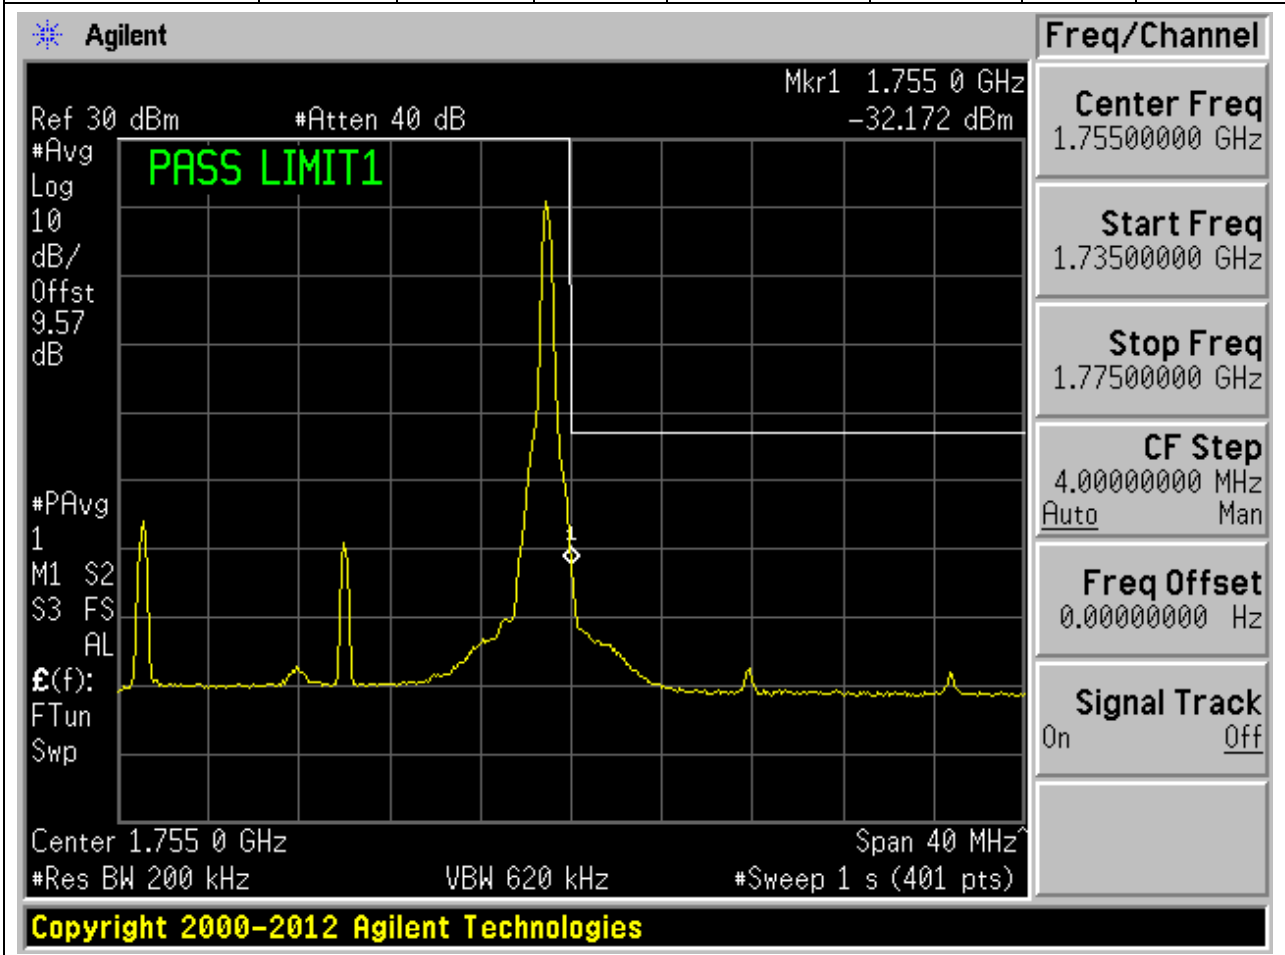 Agilent
Freq/Channel
Mkr1 1.755 0 GHz
Ref 30 dBm #Atten 40 dB -32.172 dBm
#Avg
Log
10
dB/
Offst
9.57
dB
PASS LIMIT1
#PAvg
1
M1 S2
S3 FS
AL
£(f):
FTun
Swp
1
Center 1.755 0 GHz Span 40 MHz^
#Res BW 200 kHz VBW 620 kHz #Sweep 1 s (401 pts)
Center Freq
1.75500000 GHz
Start Freq
1.73500000 GHz
Stop Freq
1.77500000 GHz
CF Step
4.00000000 MHz
Auto Man
Freq Offset
0.00000000 Hz
Signal Track
On Off
Copyright 2000-2012 Agilent Technologies